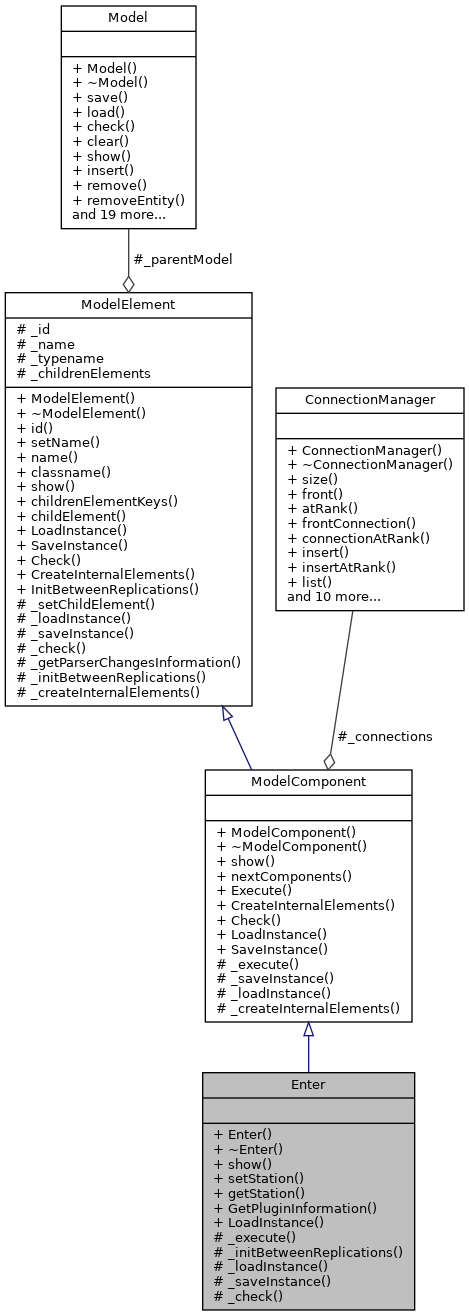 Model
+ Model()
+ ~Model()
+ save()
+ load()
+ check()
+ clear()
+ show()
+ insert()
+ remove()
+ removeEntity()
and 19 more...
#_parentModel
ModelElement
# _id
# _name
# _typename
# _childrenElements
+ ModelElement()
+ ~ModelElement()
+ id()
+ setName()
+ name()
+ classname()
+ show()
+ childrenElementKeys()
+ childElement()
+ LoadInstance()
+ SaveInstance()
+ Check()
+ CreateInternalElements()
+ InitBetweenReplications()
# _setChildElement()
# _loadInstance()
# _saveInstance()
# _check()
# _getParserChangesInformation()
# _initBetweenReplications()
# _createInternalElements()
ConnectionManager
+ ConnectionManager()
+ ~ConnectionManager()
+ size()
+ front()
+ atRank()
+ frontConnection()
+ connectionAtRank()
+ insert()
+ insertAtRank()
+ list()
and 10 more...
#_connections
ModelComponent
+ ModelComponent()
+ ~ModelComponent()
+ show()
+ nextComponents()
+ Execute()
+ CreateInternalElements()
+ Check()
+ LoadInstance()
+ SaveInstance()
# _execute()
# _saveInstance()
# _loadInstance()
# _createInternalElements()
Enter
+ Enter()
+ ~Enter()
+ show()
+ setStation()
+ getStation()
+ GetPluginInformation()
+ LoadInstance()
# _execute()
# _initBetweenReplications()
# _loadInstance()
# _saveInstance()
# _check()